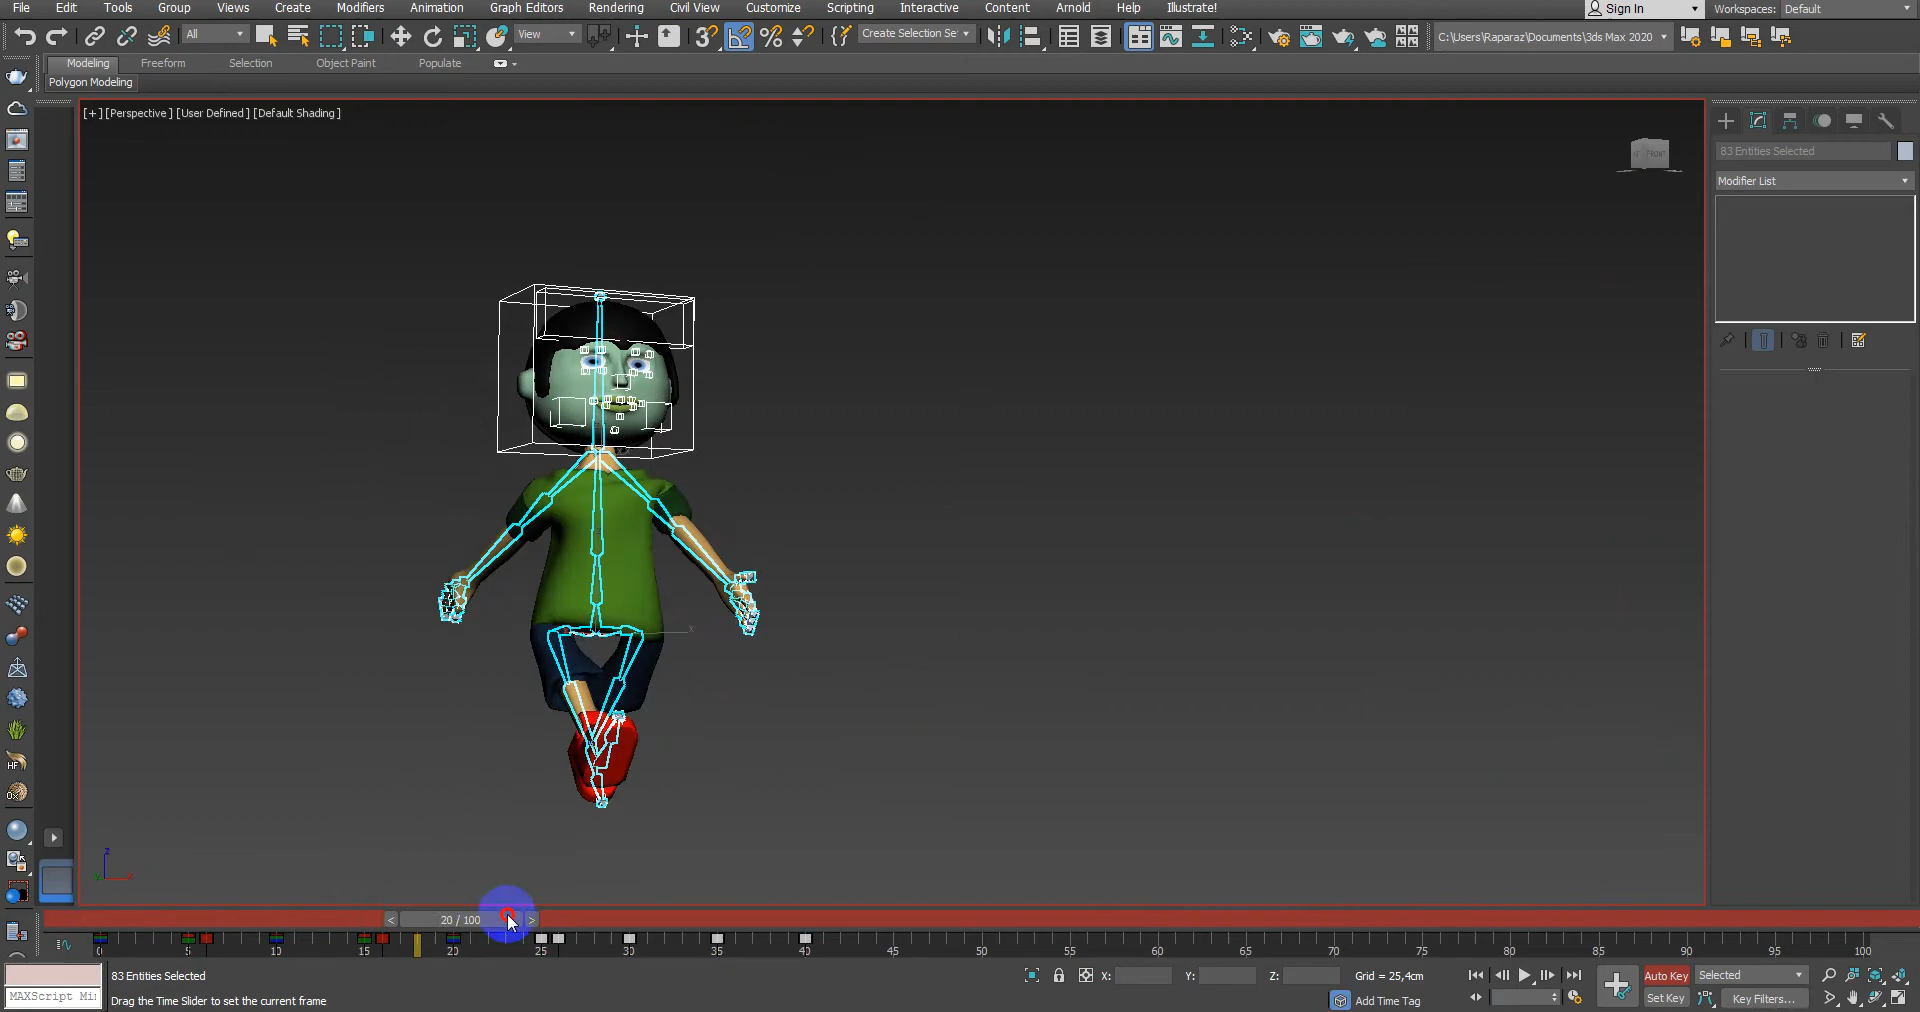 File Edit Tools Group Views Create Modifiers Animation Graph Editors Rendering Civil View Customize Scripting Interactive Content Arnold Help Illustrate! Sign In Workspaces: Default
All View Create Selection Se C:\Users\Raparaz\Documents\3ds Max 2020
Modeling Freeform Selection Object Paint Populate
Polygon Modeling
[+] [Perspective] [User Defined] [Default Shading]
83 Entities Selected
Modifier List
x
z
x
< 20 / 100 >
0 5 10 15 20 25 30 35 40 45 50 55 60 65 70 75 80 85 90 95 100
83 Entities Selected X: Y: Z: Grid = 25,4cm Auto Key Selected
MAXScript Mi Drag the Time Slider to set the current frame Add Time Tag Set Key Key Filters...